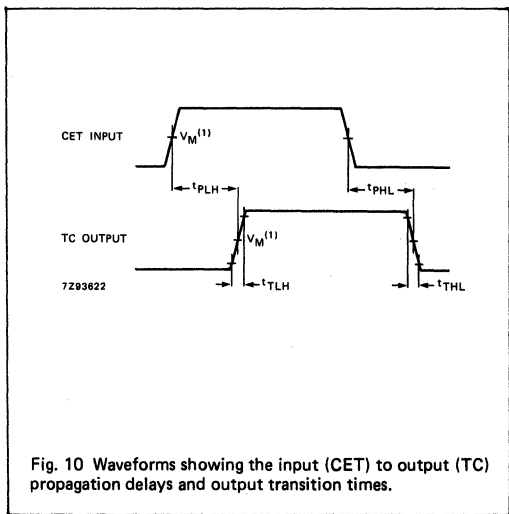 CET INPUT
VM(1)
tPLH
tPHL
TC OUTPUT
VM(1)
7Z93622
tTLH
tTHL
Fig. 10 Waveforms showing the input (CET) to output (TC)
propagation delays and output transition times.